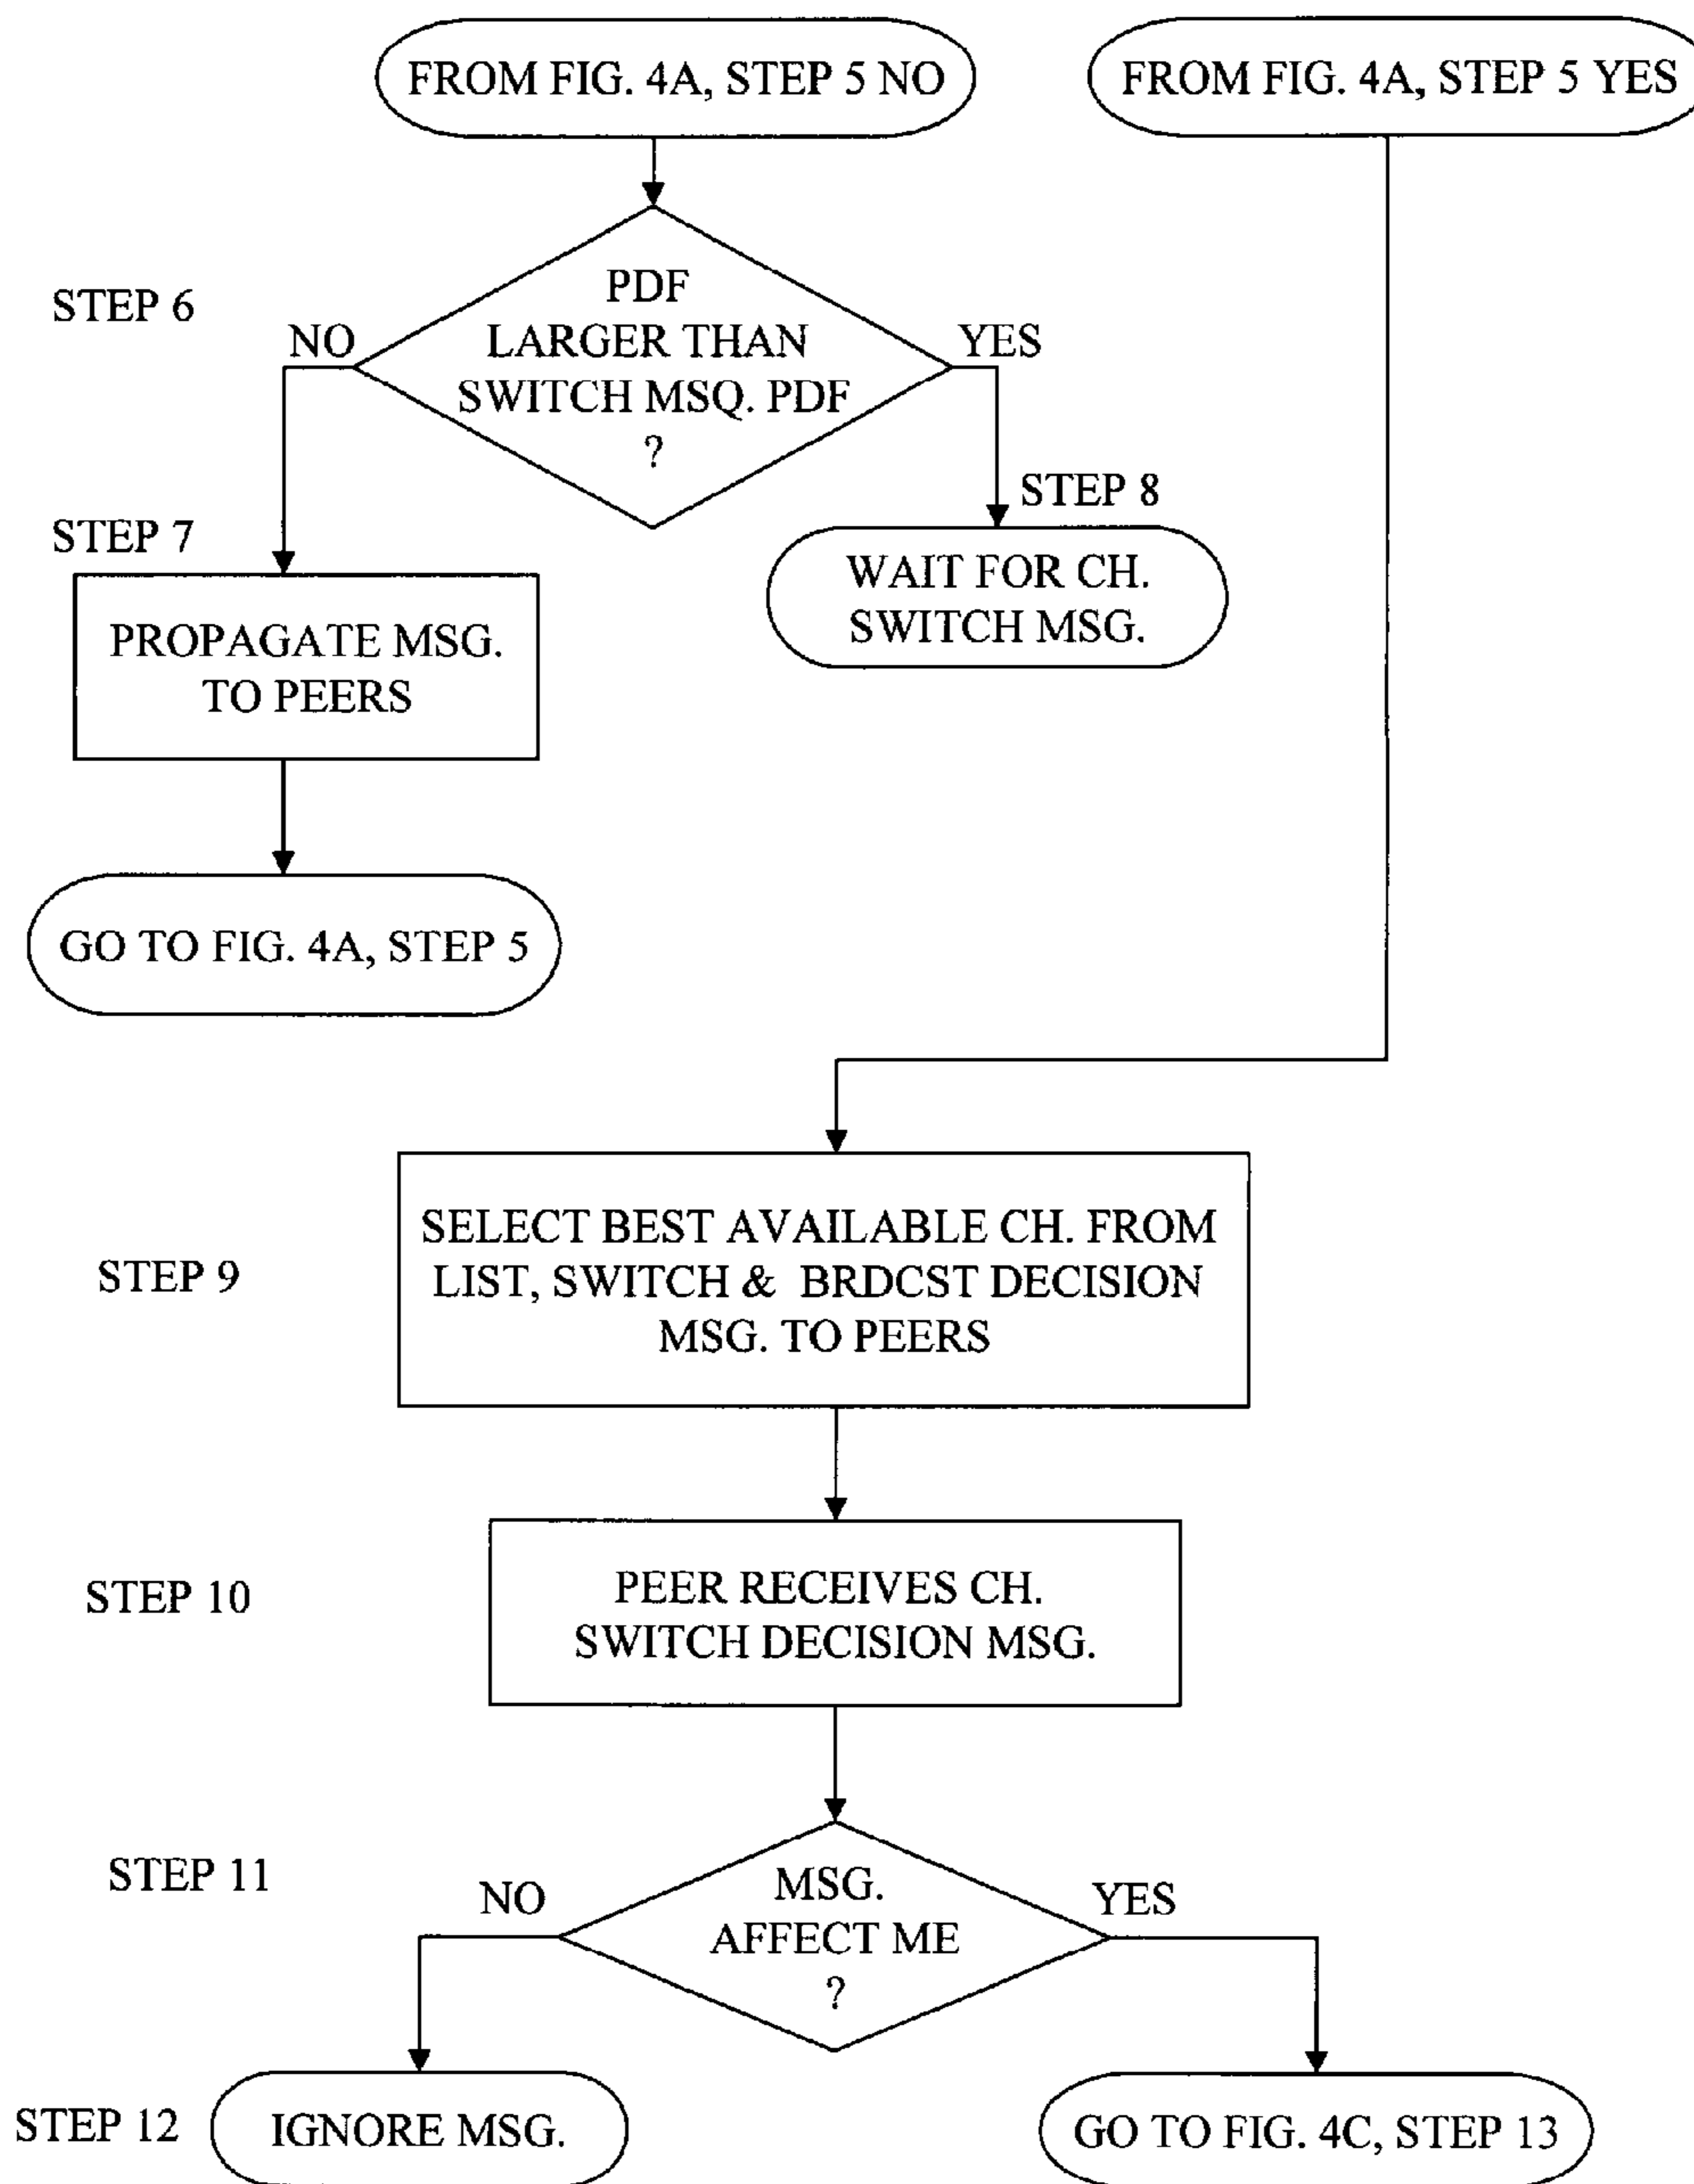 FROM FIG. 4A, STEP 5 NO
FROM FIG. 4A, STEP 5 YES
STEP 6
PDF
LARGER THAN
SWITCH MSQ. PDF
?
NO
YES
STEP 7
STEP 8
PROPAGATE MSG.
TO PEERS
WAIT FOR CH.
SWITCH MSG.
GO TO FIG. 4A, STEP 5
STEP 9
SELECT BEST AVAILABLE CH. FROM
LIST, SWITCH & BRDCST DECISION
MSG. TO PEERS
STEP 10
PEER RECEIVES CH.
SWITCH DECISION MSG.
STEP 11
MSG.
AFFECT ME
?
NO
YES
STEP 12
IGNORE MSG.
GO TO FIG. 4C, STEP 13